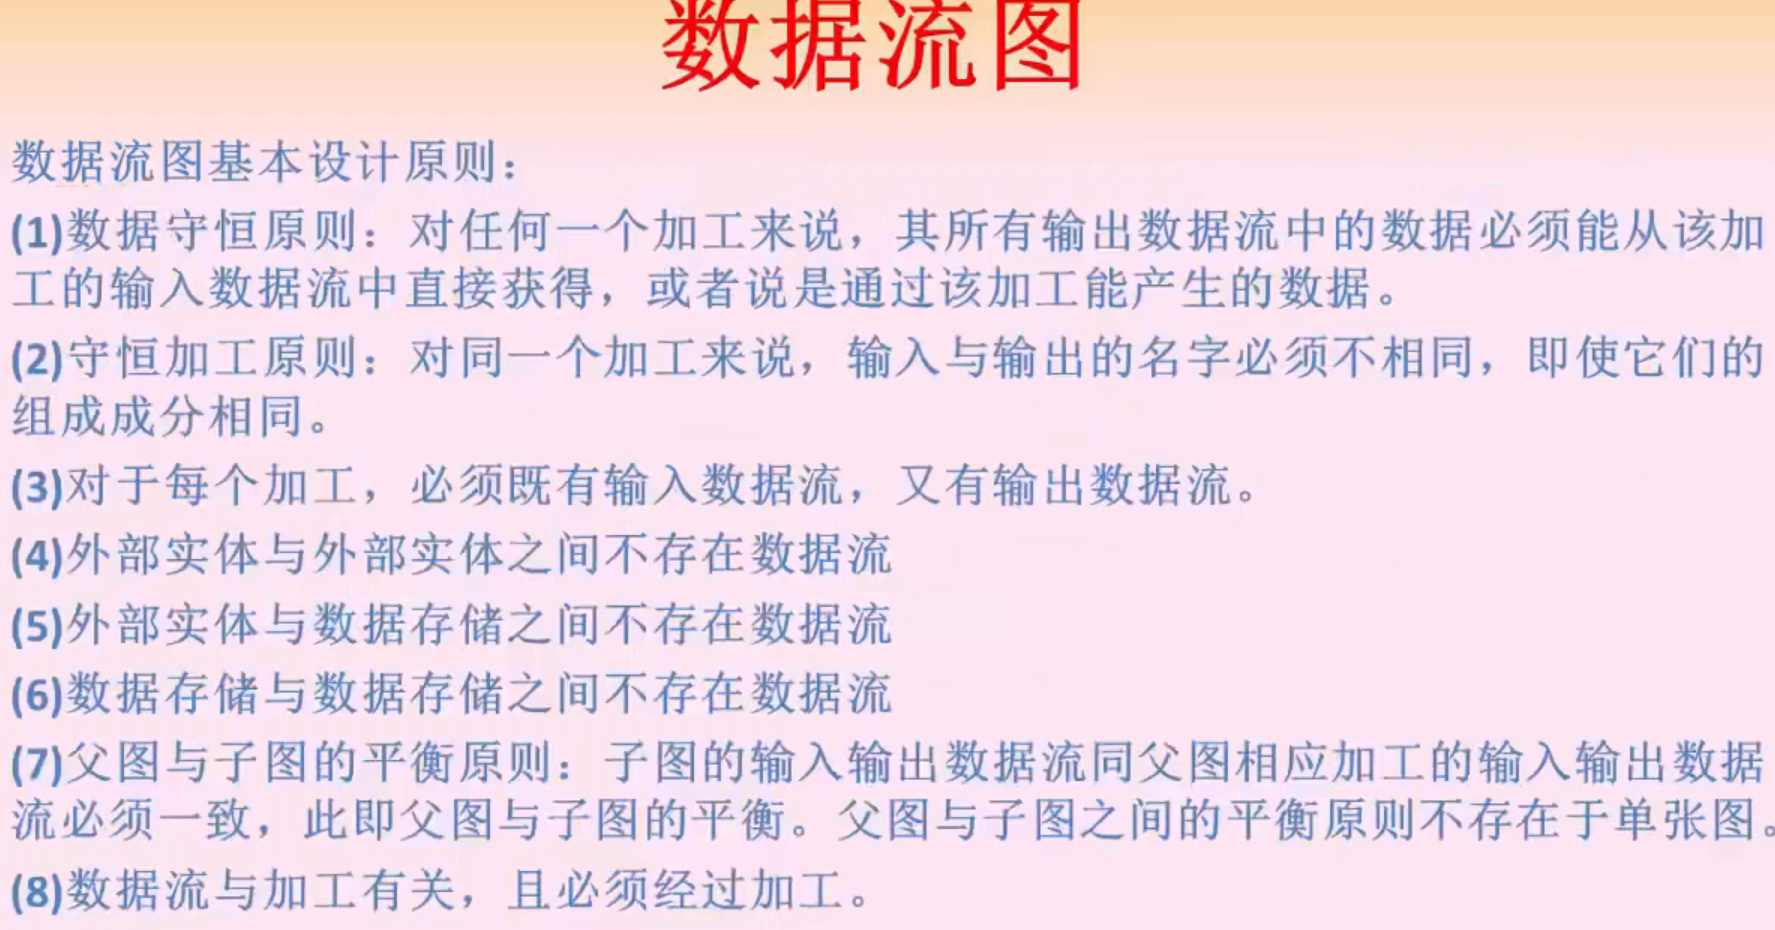 数据流图
数据流图基本设计原则：
(1)数据守恒原则：对任何一个加工来说，其所有输出数据流中的数据必须能从该加
工的输入数据流中直接获得，或者说是通过该加工能产生的数据。
(2)守恒加工原则：对同一个加工来说，输入与输出的名字必须不相同，即使它们的
组成成分相同。
(3)对于每个加工，必须既有输入数据流，又有输出数据流。
(4)外部实体与外部实体之间不存在数据流
(5)外部实体与数据存储之间不存在数据流
(6)数据存储与数据存储之间不存在数据流
(7)父图与子图的平衡原则：子图的输入输出数据流同父图相应加工的输入输出数据
流必须一致，此即父图与子图的平衡。父图与子图之间的平衡原则不存在于单张图。
(8)数据流与加工有关，且必须经过加工。